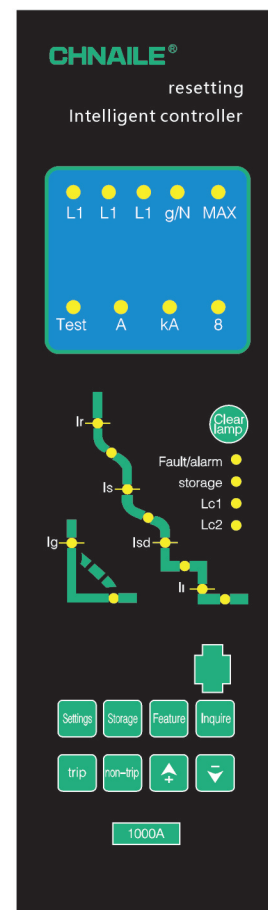 CHNAILE®
resetting
Intelligent controller
L1 L1 L1 g/N MAX
Test A kA 8
Ir
Clear lamp
Fault/alarm
Is
storage
Lc1
Lc2
Ig
Isd
Iı
Settings Storage Feature Inquire
trip non-trip + −
1000A